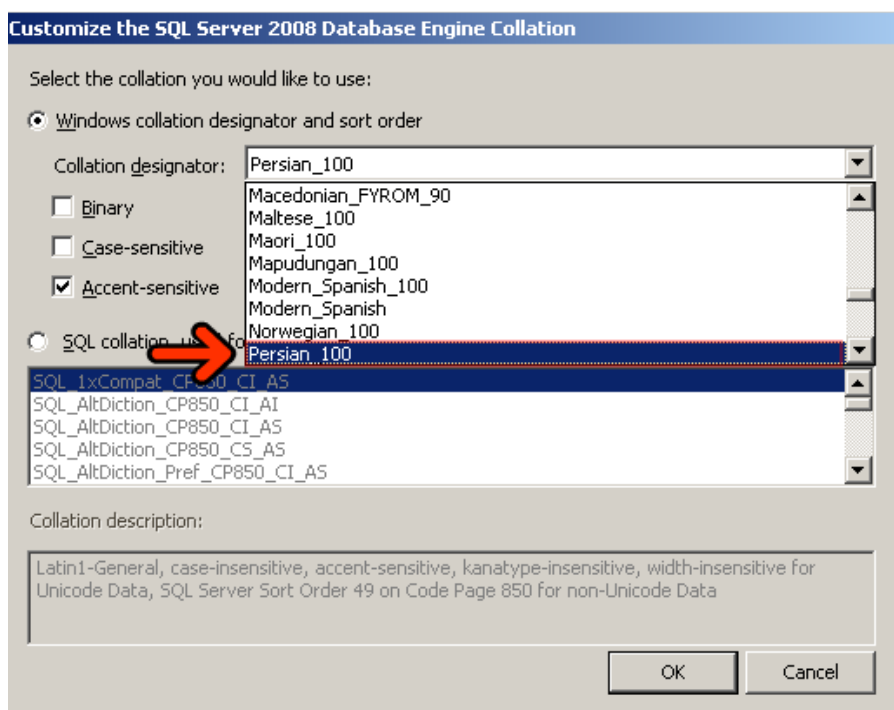 Customize the SQL Server 2008 Database Engine Collation
Select the collation you would like to use:
Windows collation designator and sort order
Collation designator: Persian_100
Macedonian_FYROM_90
Binary
Maltese_100
Maori_100
Case-sensitive
Mapudungan_100
Accent-sensitive
Modern_Spanish_100
Modern_Spanish
Norwegian_100
SQL collation, fo
Persian_100
SQL_1xCompat_CP850_CI_AS
SQL_AltDiction_CP850_CI_AI
SQL_AltDiction_CP850_CI_AS
SQL_AltDiction_CP850_CS_AS
SQL_AltDiction_Pref_CP850_CI_AS
Collation description:
Latin1-General, case-insensitive, accent-sensitive, kanatype-insensitive, width-insensitive for
Unicode Data, SQL Server Sort Order 49 on Code Page 850 for non-Unicode Data
OK Cancel